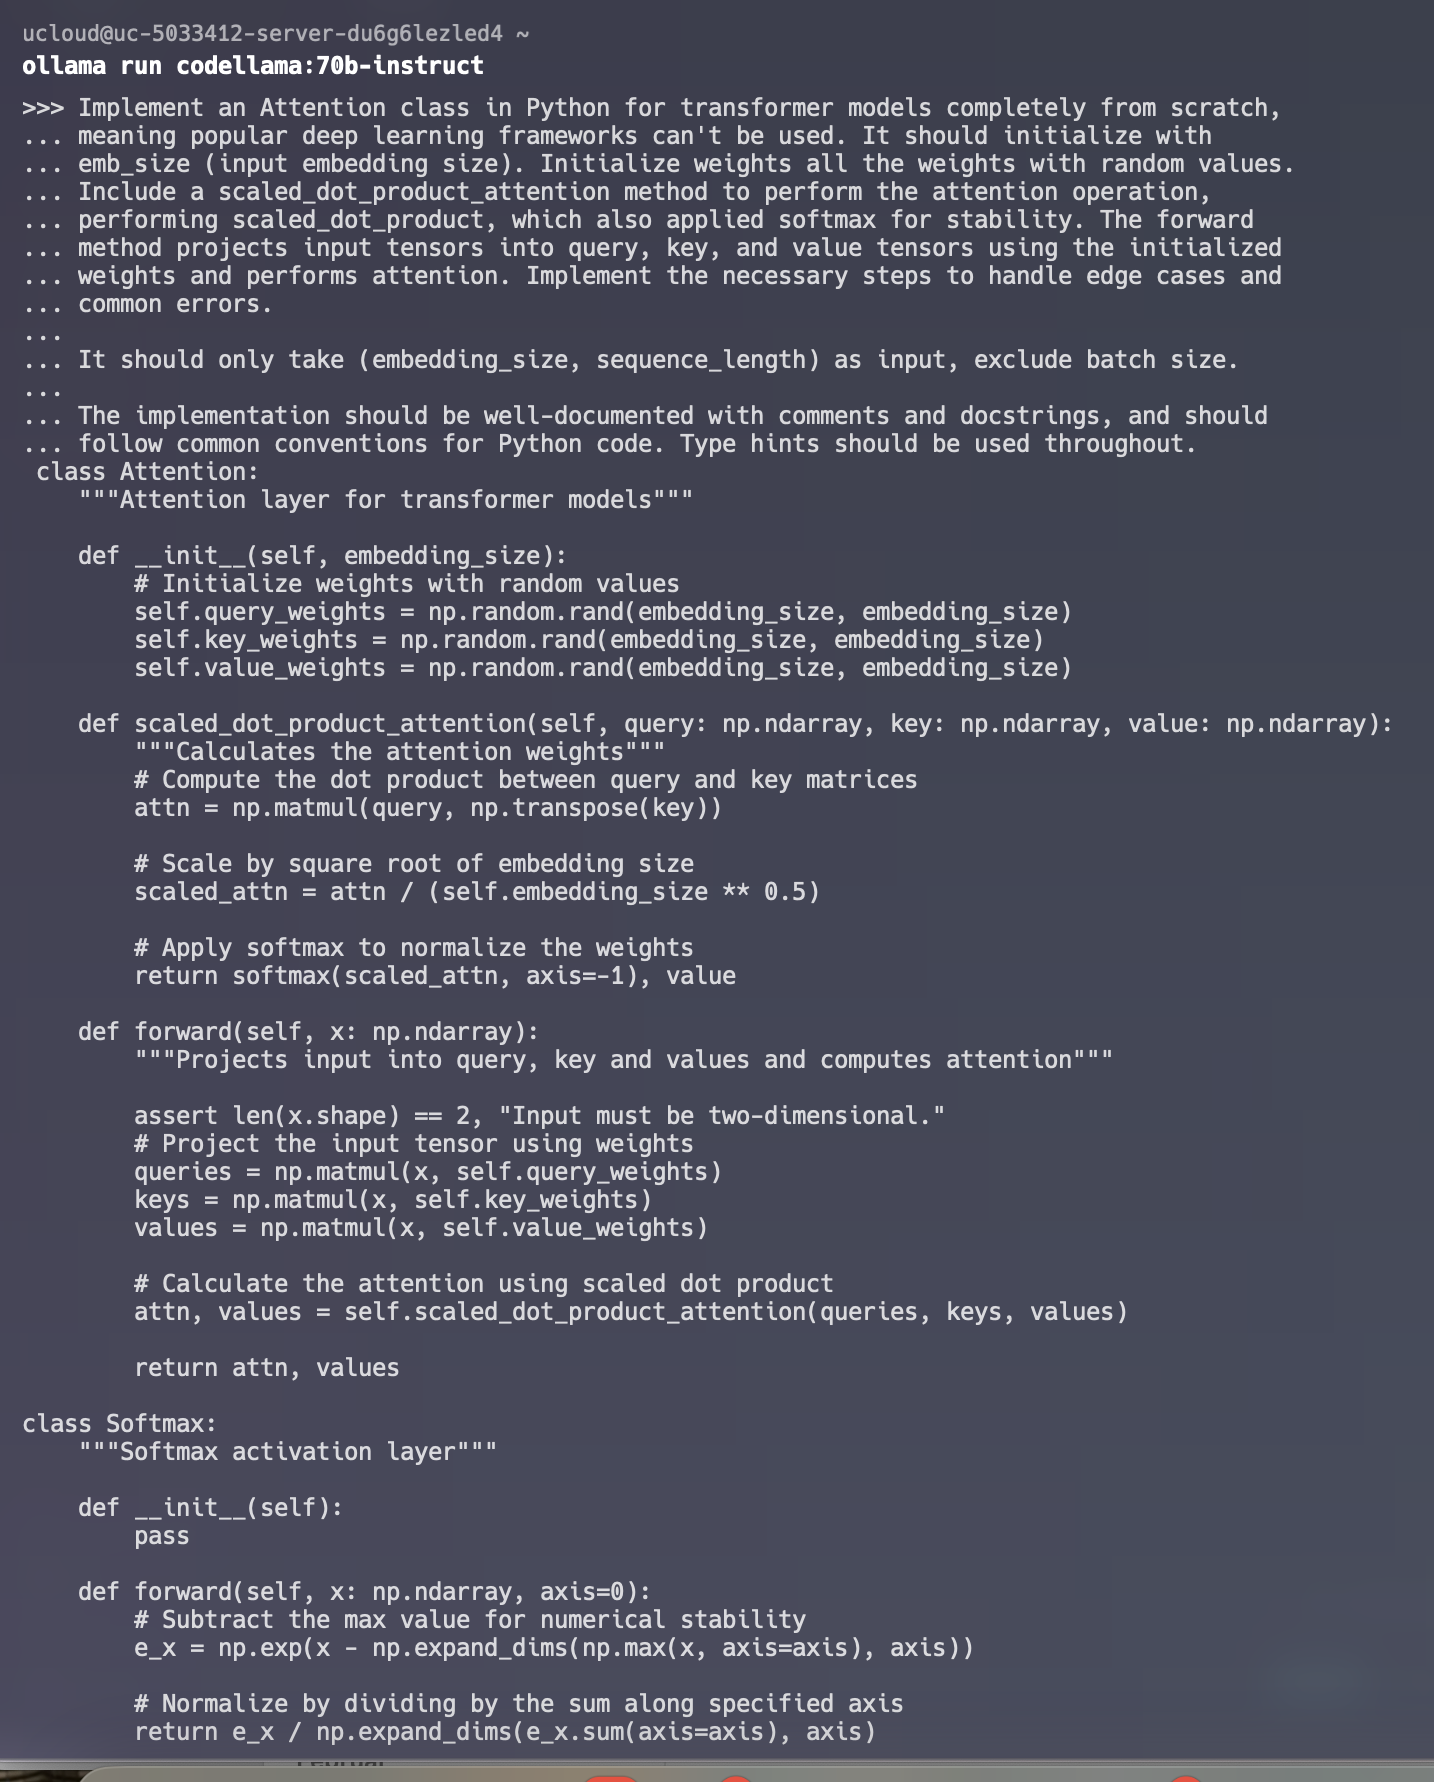 ucloud@uc-5033412-server-du6g6lezled4 ~
ollama run codellama:70b-instruct
>>> Implement an Attention class in Python for transformer models completely from scratch,
... meaning popular deep learning frameworks can't be used. It should initialize with
... emb_size (input embedding size). Initialize weights all the weights with random values.
... Include a scaled_dot_product_attention method to perform the attention operation,
... performing scaled_dot_product, which also applied softmax for stability. The forward
... method projects input tensors into query, key, and value tensors using the initialized
... weights and performs attention. Implement the necessary steps to handle edge cases and
... common errors.
...
... It should only take (embedding_size, sequence_length) as input, exclude batch size.
...
... The implementation should be well-documented with comments and docstrings, and should
... follow common conventions for Python code. Type hints should be used throughout.
 class Attention:
    """Attention layer for transformer models"""

    def __init__(self, embedding_size):
        # Initialize weights with random values
        self.query_weights = np.random.rand(embedding_size, embedding_size)
        self.key_weights = np.random.rand(embedding_size, embedding_size)
        self.value_weights = np.random.rand(embedding_size, embedding_size)

    def scaled_dot_product_attention(self, query: np.ndarray, key: np.ndarray, value: np.ndarray):
        """Calculates the attention weights"""
        # Compute the dot product between query and key matrices
        attn = np.matmul(query, np.transpose(key))

        # Scale by square root of embedding size
        scaled_attn = attn / (self.embedding_size ** 0.5)

        # Apply softmax to normalize the weights
        return softmax(scaled_attn, axis=-1), value

    def forward(self, x: np.ndarray):
        """Projects input into query, key and values and computes attention"""

        assert len(x.shape) == 2, "Input must be two-dimensional."
        # Project the input tensor using weights
        queries = np.matmul(x, self.query_weights)
        keys = np.matmul(x, self.key_weights)
        values = np.matmul(x, self.value_weights)

        # Calculate the attention using scaled dot product
        attn, values = self.scaled_dot_product_attention(queries, keys, values)

        return attn, values

class Softmax:
    """Softmax activation layer"""

    def __init__(self):
        pass

    def forward(self, x: np.ndarray, axis=0):
        # Subtract the max value for numerical stability
        e_x = np.exp(x - np.expand_dims(np.max(x, axis=axis), axis))

        # Normalize by dividing by the sum along specified axis
        return e_x / np.expand_dims(e_x.sum(axis=axis), axis)